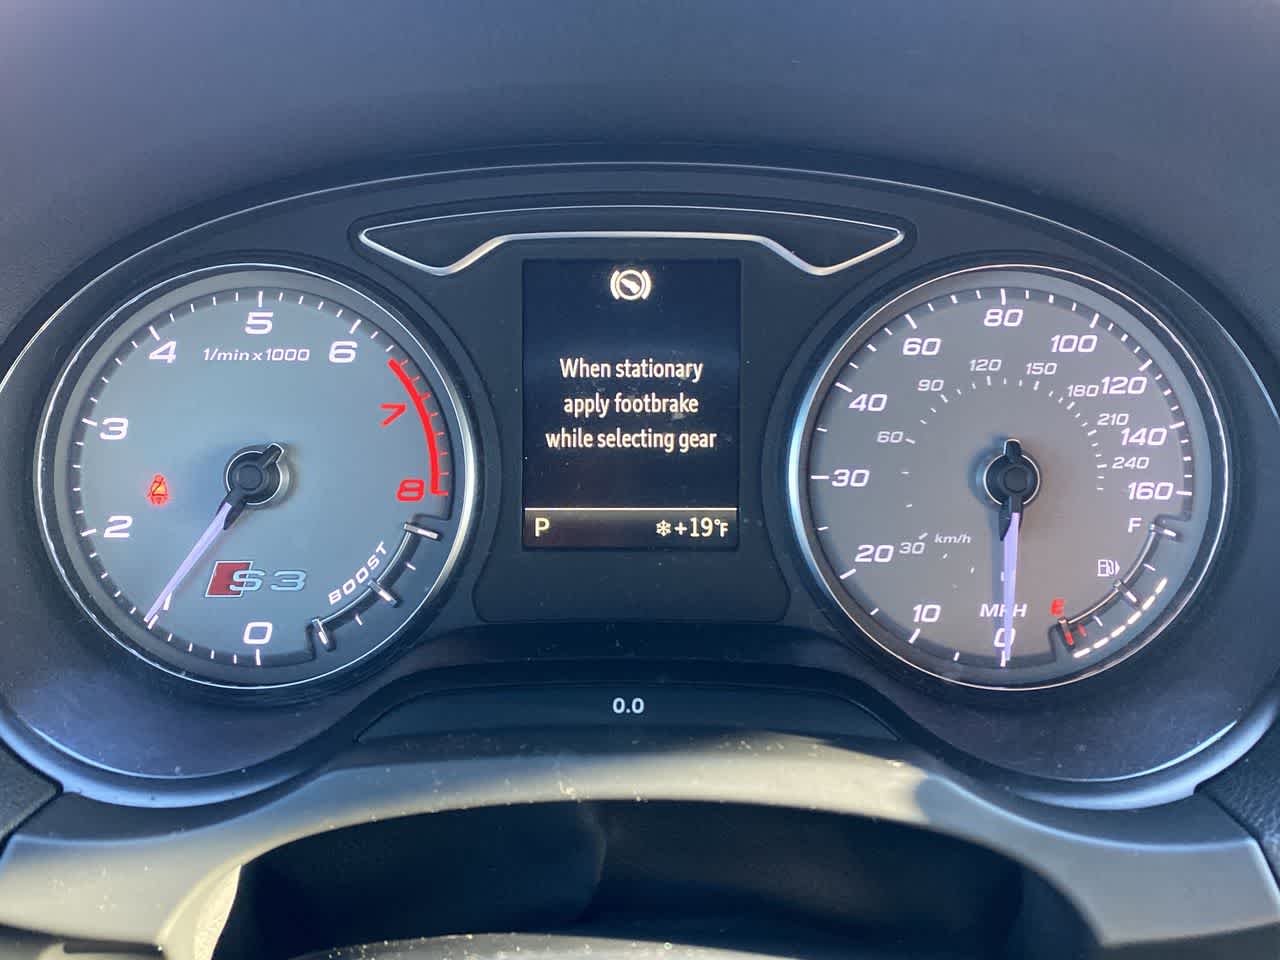 When stationary
apply footbrake
while selecting gear
P
❄+19°F
0.0
0
2
3
4
5
6
7
8
1/min x 1000
S3
BOOST
0
10
20
30
40
60
80
100
120
140
160
MPH
30
60
90
120
150
180
210
240
km/h
F
E